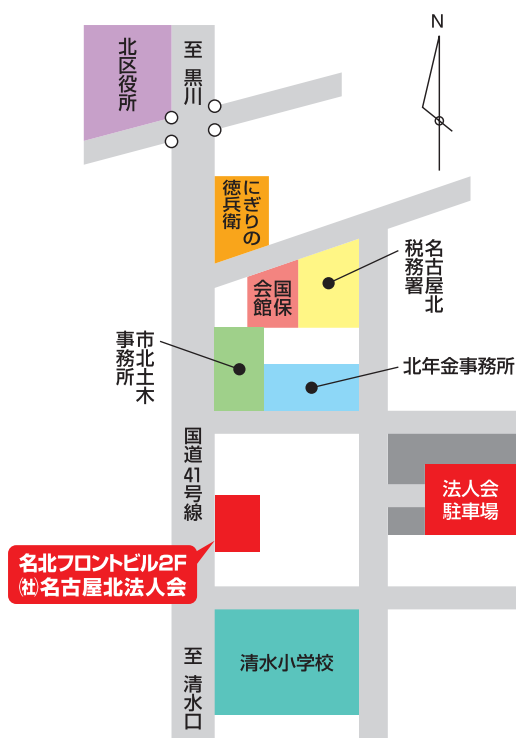 N
北区役所
至 黒川
にぎりの
徳兵衛
名古屋北
税務署
国保
会館
市北土木
事務所
北年金事務所
国道41号線
法人会
駐車場
名北フロントビル2F
㈳名古屋北法人会
清水小学校
至 清水口